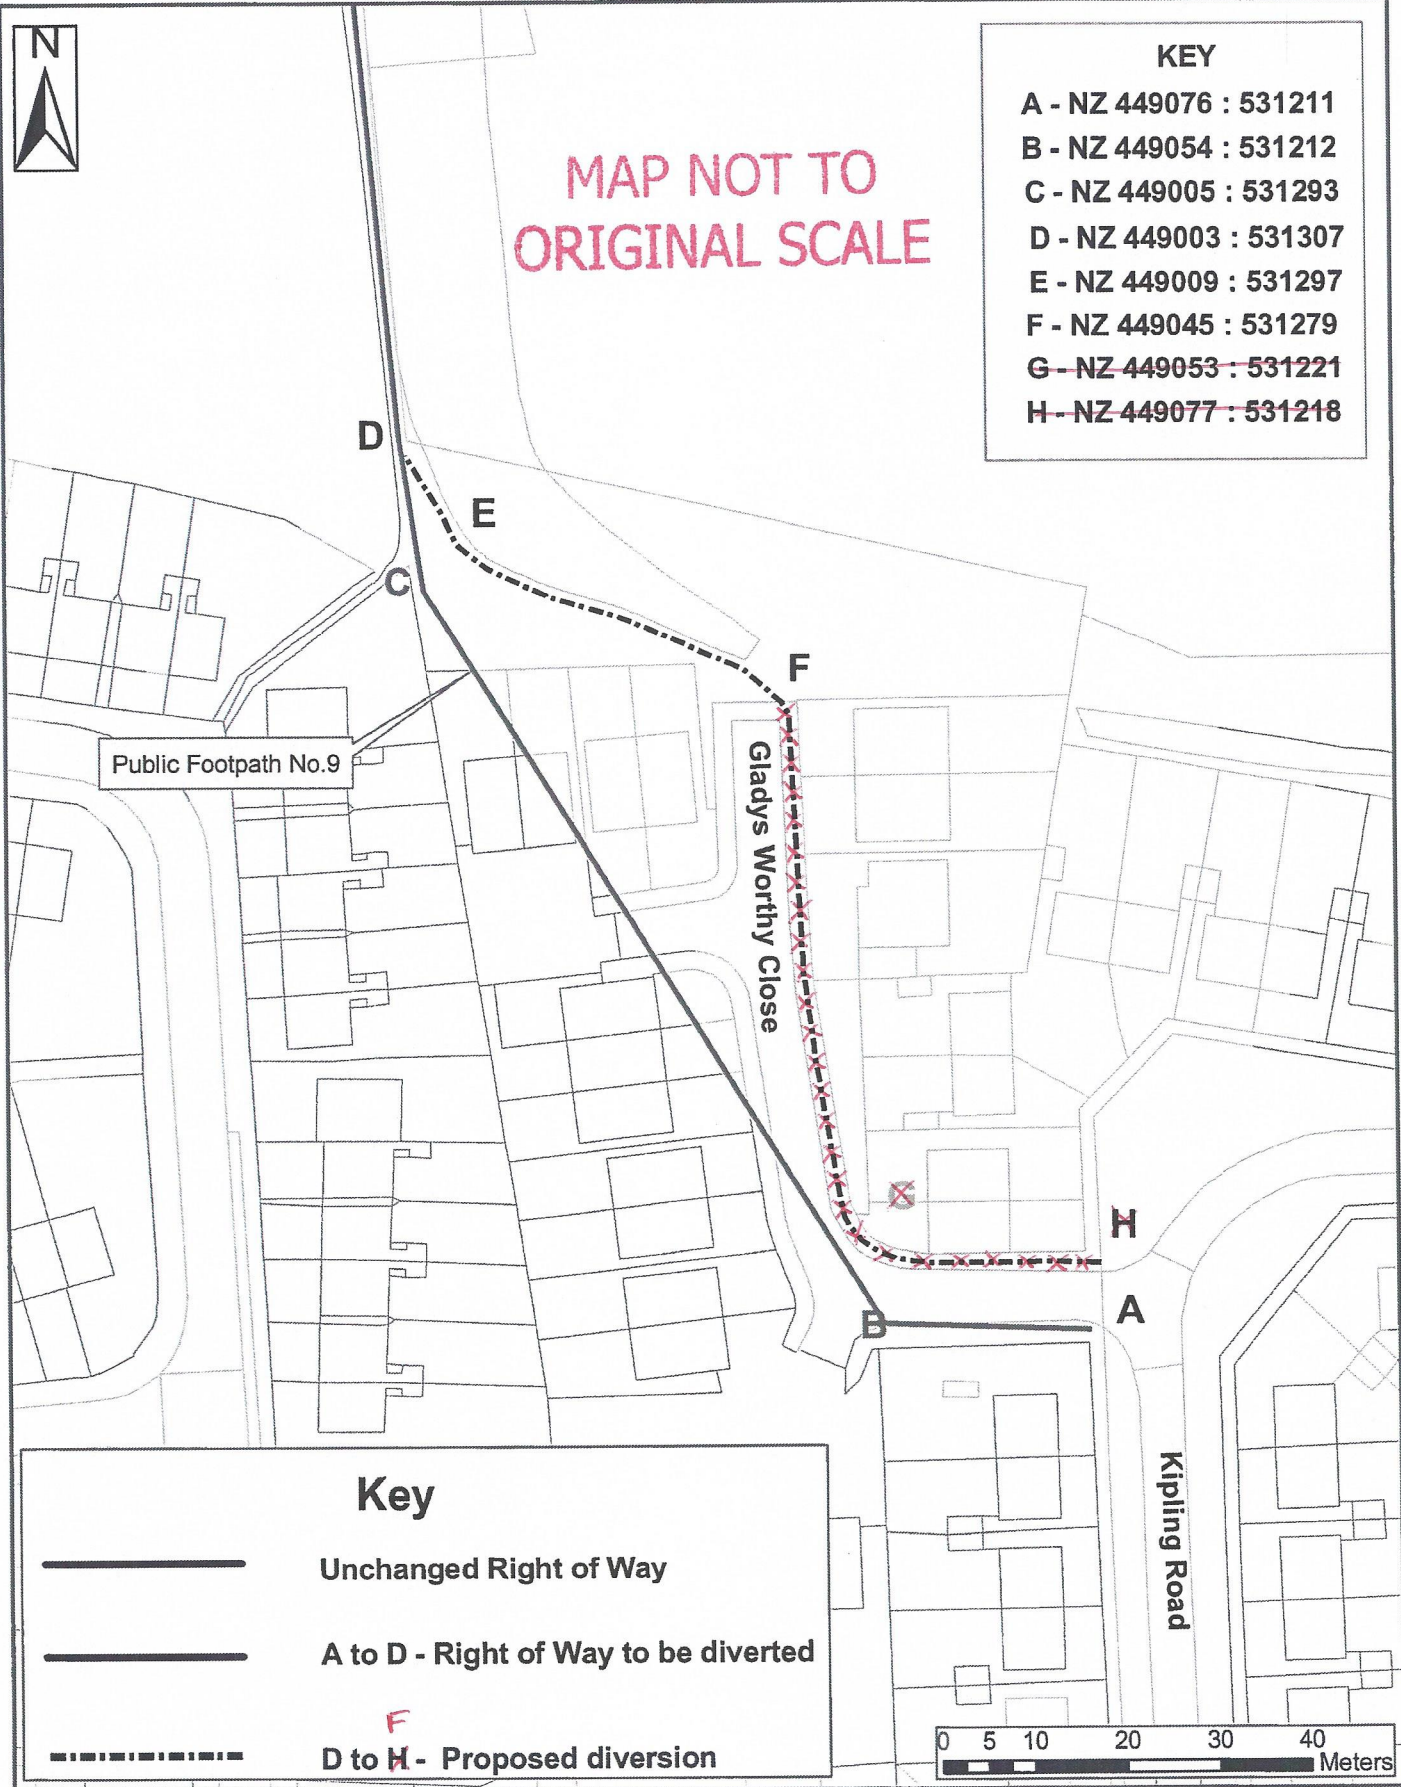 N
MAP NOT TO
ORIGINAL SCALE
KEY
A - NZ 449076 : 531211
B - NZ 449054 : 531212
C - NZ 449005 : 531293
D - NZ 449003 : 531307
E - NZ 449009 : 531297
F - NZ 449045 : 531279
G - NZ 449053 : 531221
H - NZ 449077 : 531218
D
E
C
F
Public Footpath No.9
Gladys Worthy Close
G
H
A
B
Kipling Road
Key
Unchanged Right of Way
A to D - Right of Way to be diverted
F
D to H - Proposed diversion
0 5 10 20 30 40
Meters